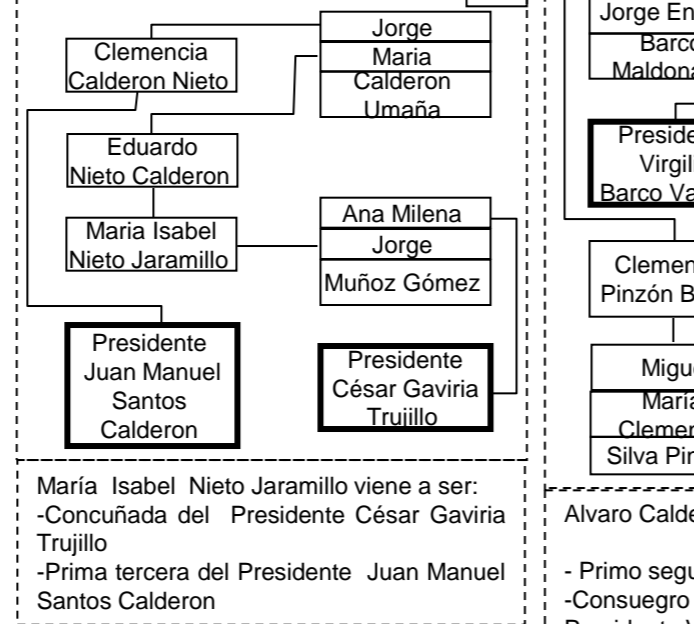 Jorge
Maria
Calderon
Umaña
Clemencia
Calderon Nieto
Eduardo
Nieto Calderon
Maria Isabel
Nieto Jaramillo
Ana Milena
Jorge
Muñoz Gómez
Presidente
Juan Manuel
Santos
Calderon
Presidente
César Gaviria
Trujillo
María Isabel Nieto Jaramillo viene a ser:
-Concuñada del Presidente César Gaviria
Trujillo
-Prima tercera del Presidente Juan Manuel
Santos Calderon
Jorge En
Barco
Maldona
Preside
Virgil
Barco Va
Clemen
Pinzón B
Migu
María
Clemer
Silva Pin
Alvaro Calde
- Primo segu
-Consuegro